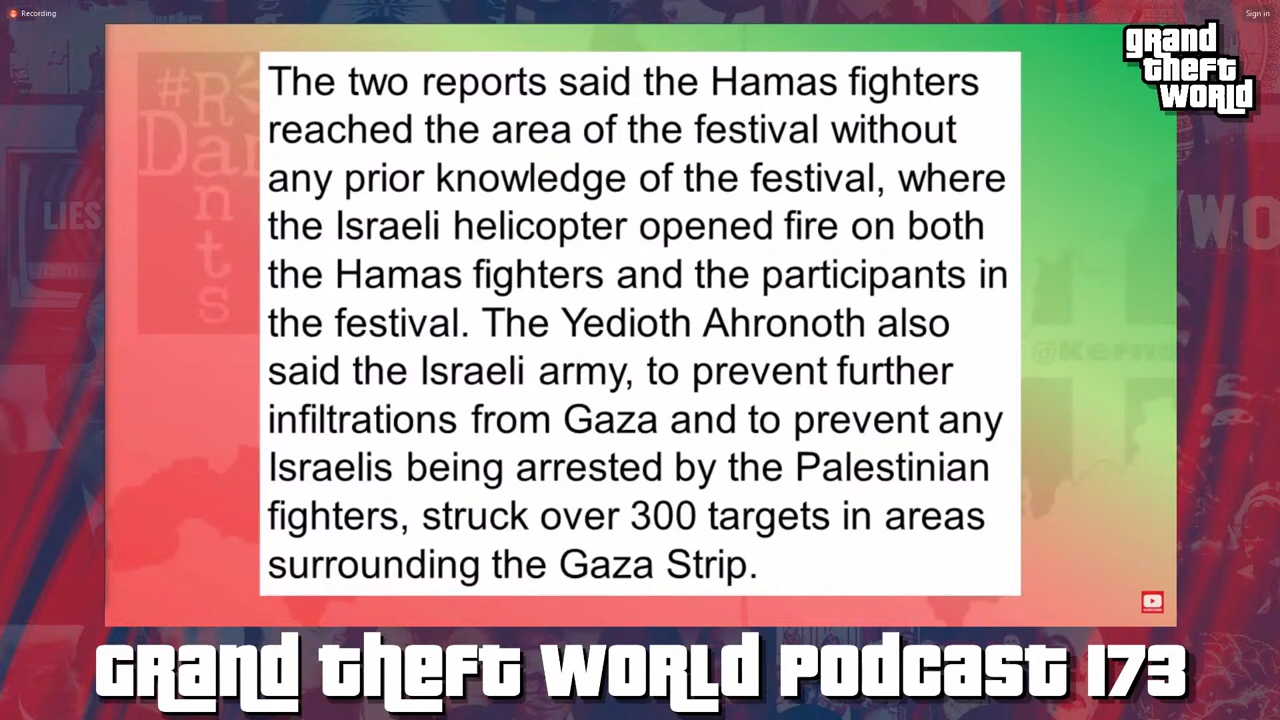 Recording
Sign in
grand
theft
WORLD
#R
Dan
n
t
s
LIES
WO
The two reports said the Hamas fighters
reached the area of the festival without
any prior knowledge of the festival, where
the Israeli helicopter opened fire on both
the Hamas fighters and the participants in
the festival. The Yedioth Ahronoth also
said the Israeli army, to prevent further
infiltrations from Gaza and to prevent any
Israelis being arrested by the Palestinian
fighters, struck over 300 targets in areas
surrounding the Gaza Strip.
GRAND THEFT WORLD PODCAST 173